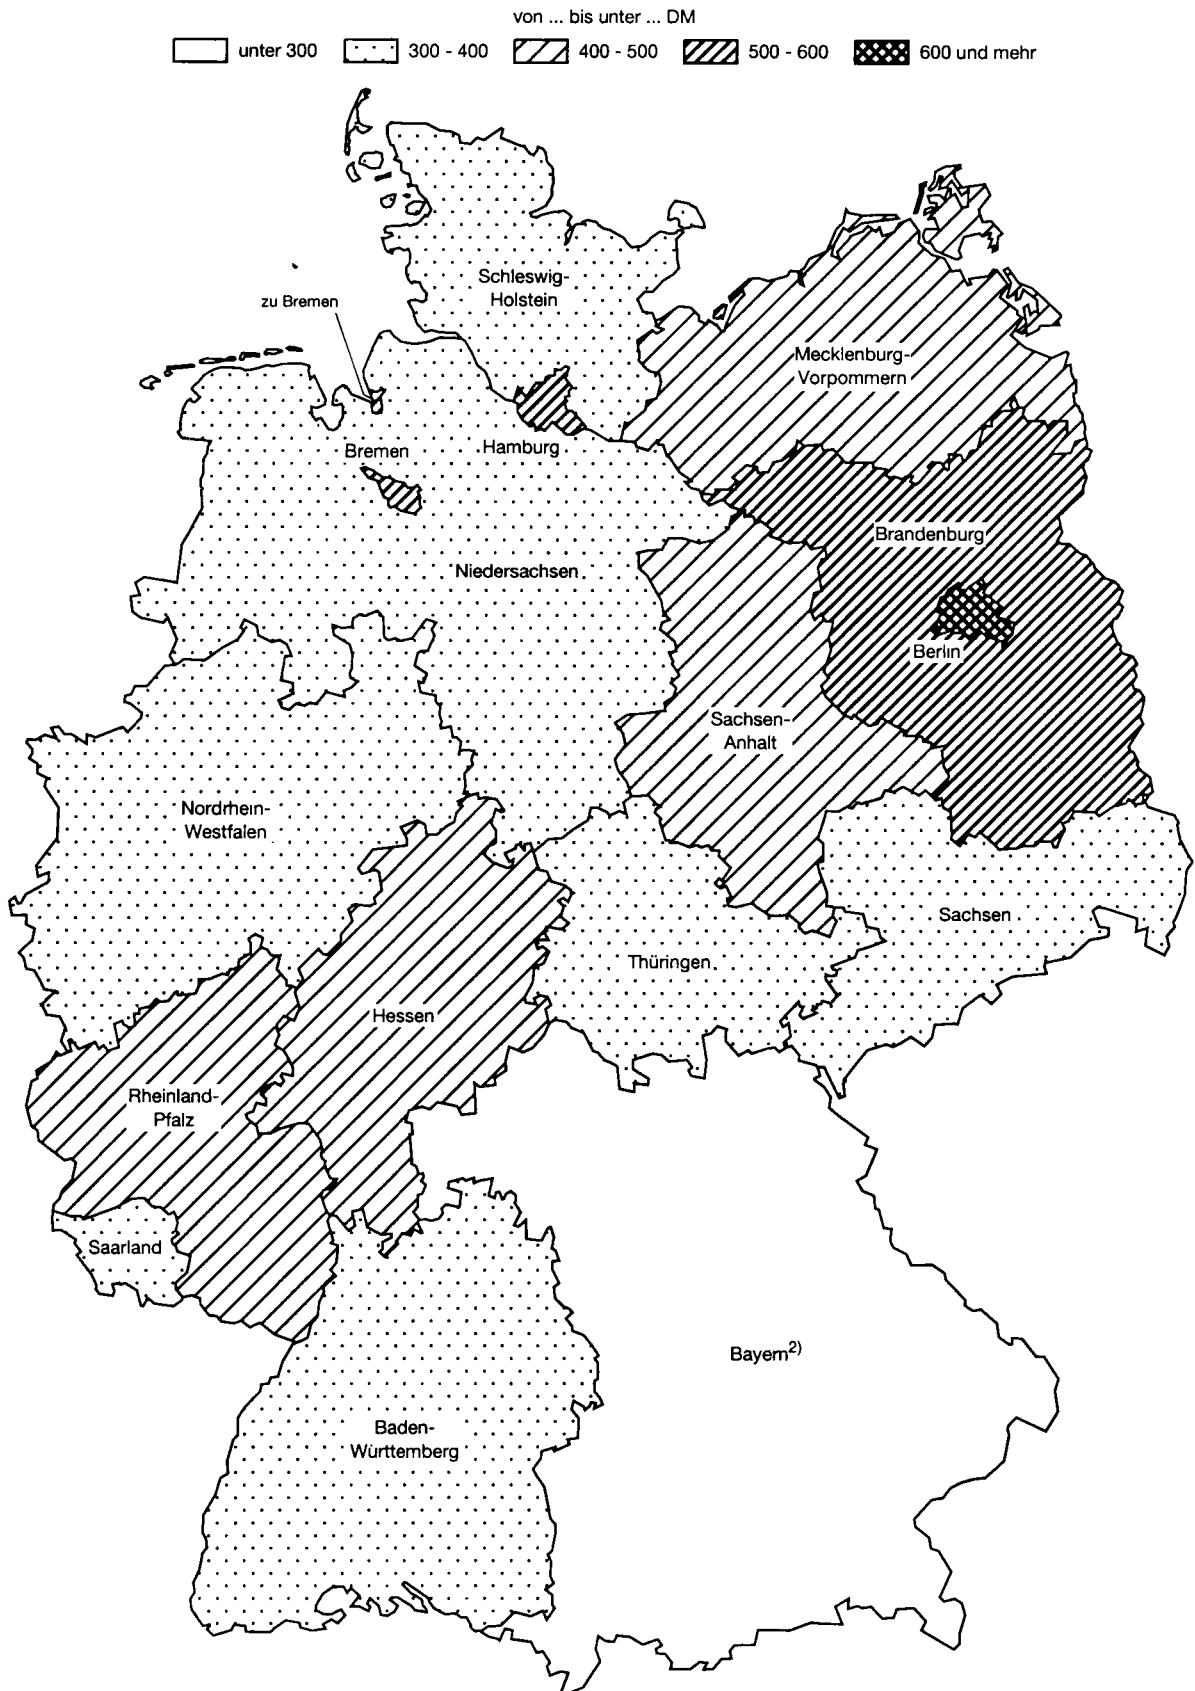 von ... bis unter ... DM
unter 300
300 - 400
400 - 500
500 - 600
600 und mehr
Schleswig-
Holstein
zu Bremen
Mecklenburg-
Vorpommern
Bremen
Hamburg
Brandenburg
Niedersachsen
Berlin
Sachsen-
Anhalt
Nordrhein-
Westfalen
Sachsen
Thüringen
Hessen
Rheinland-
Pfalz
Saarland
Bayern2)
Baden-
Württemberg